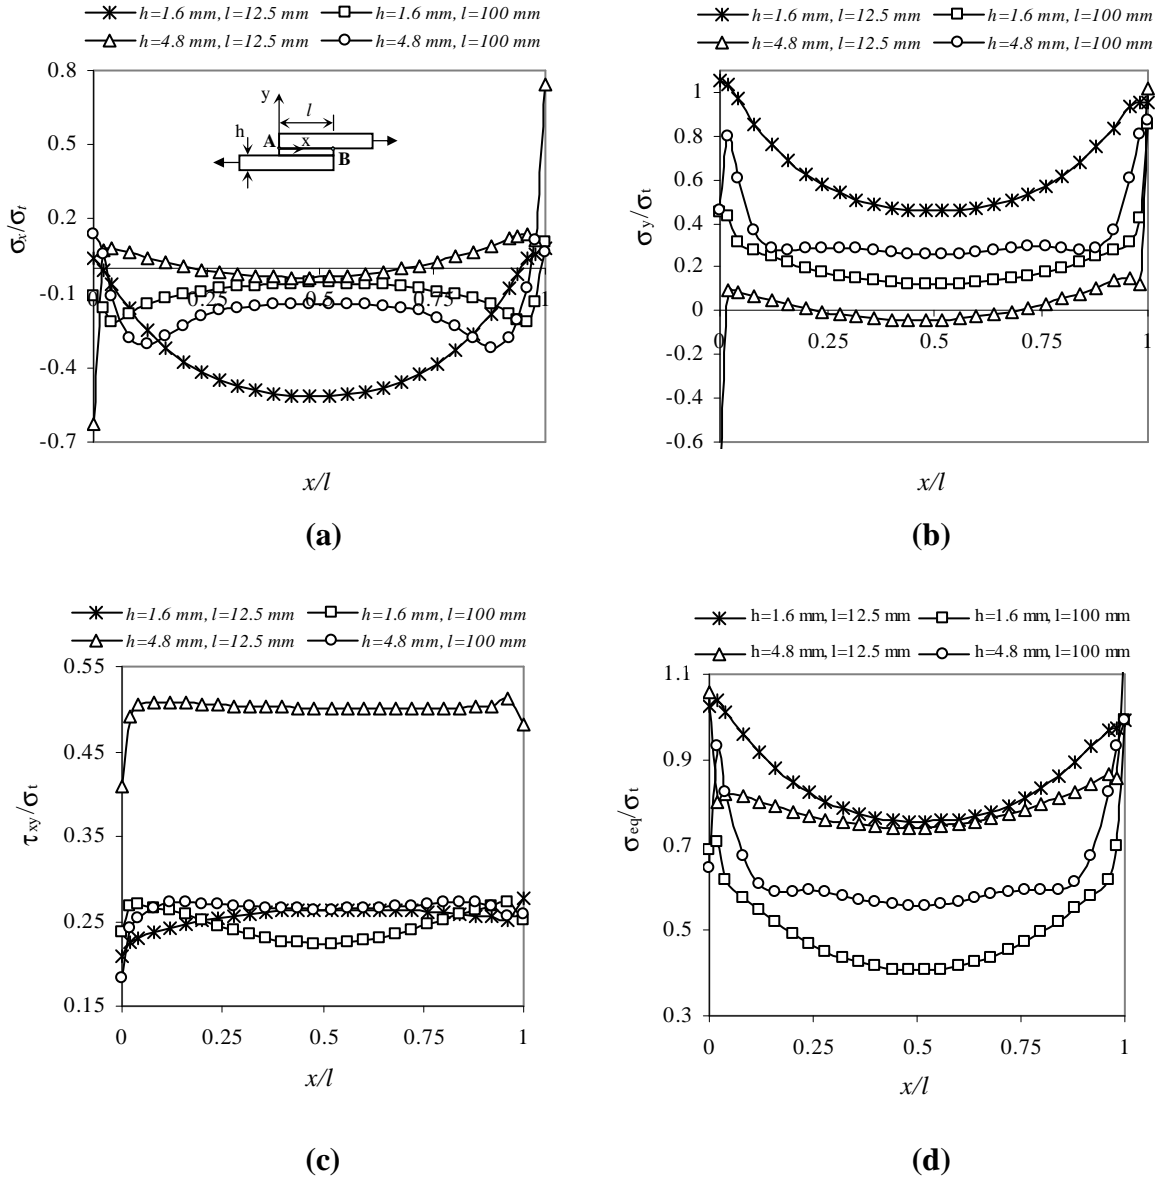 h=1.6 mm, l=12.5 mm h=1.6 mm, l=100 mm
h=4.8 mm, l=12.5 mm h=4.8 mm, l=100 mm
0.8
0.5
0.2
-0.1
-0.4
-0.7
σx/σt
0 0.25 0.5 0.75 1
y
l
h
A x
B
x/l
(a)
h=1.6 mm, l=12.5 mm h=1.6 mm, l=100 mm
h=4.8 mm, l=12.5 mm h=4.8 mm, l=100 mm
1
0.8
0.6
0.4
0.2
0
-0.2
-0.4
-0.6
σy/σt
0 0.25 0.5 0.75 1
x/l
(b)
h=1.6 mm, l=12.5 mm h=1.6 mm, l=100 mm
h=4.8 mm, l=12.5 mm h=4.8 mm, l=100 mm
0.55
0.45
0.35
0.25
0.15
τxy/σt
0 0.25 0.5 0.75 1
x/l
(c)
h=1.6 mm, l=12.5 mm h=1.6 mm, l=100 mm
h=4.8 mm, l=12.5 mm h=4.8 mm, l=100 mm
1.1
0.9
0.7
0.5
0.3
σeq/σt
0 0.25 0.5 0.75 1
x/l
(d)